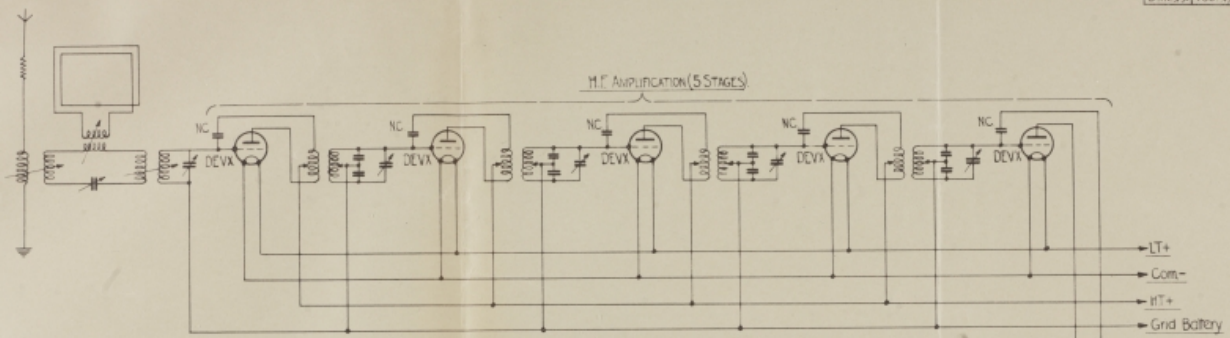 H.F. AMPLIFICATION (5 STAGES).
NC NC NC NC NC
DEVX DEVX DEVX DEVX DEVX
LT+
Com-
HT+
Grid Battery